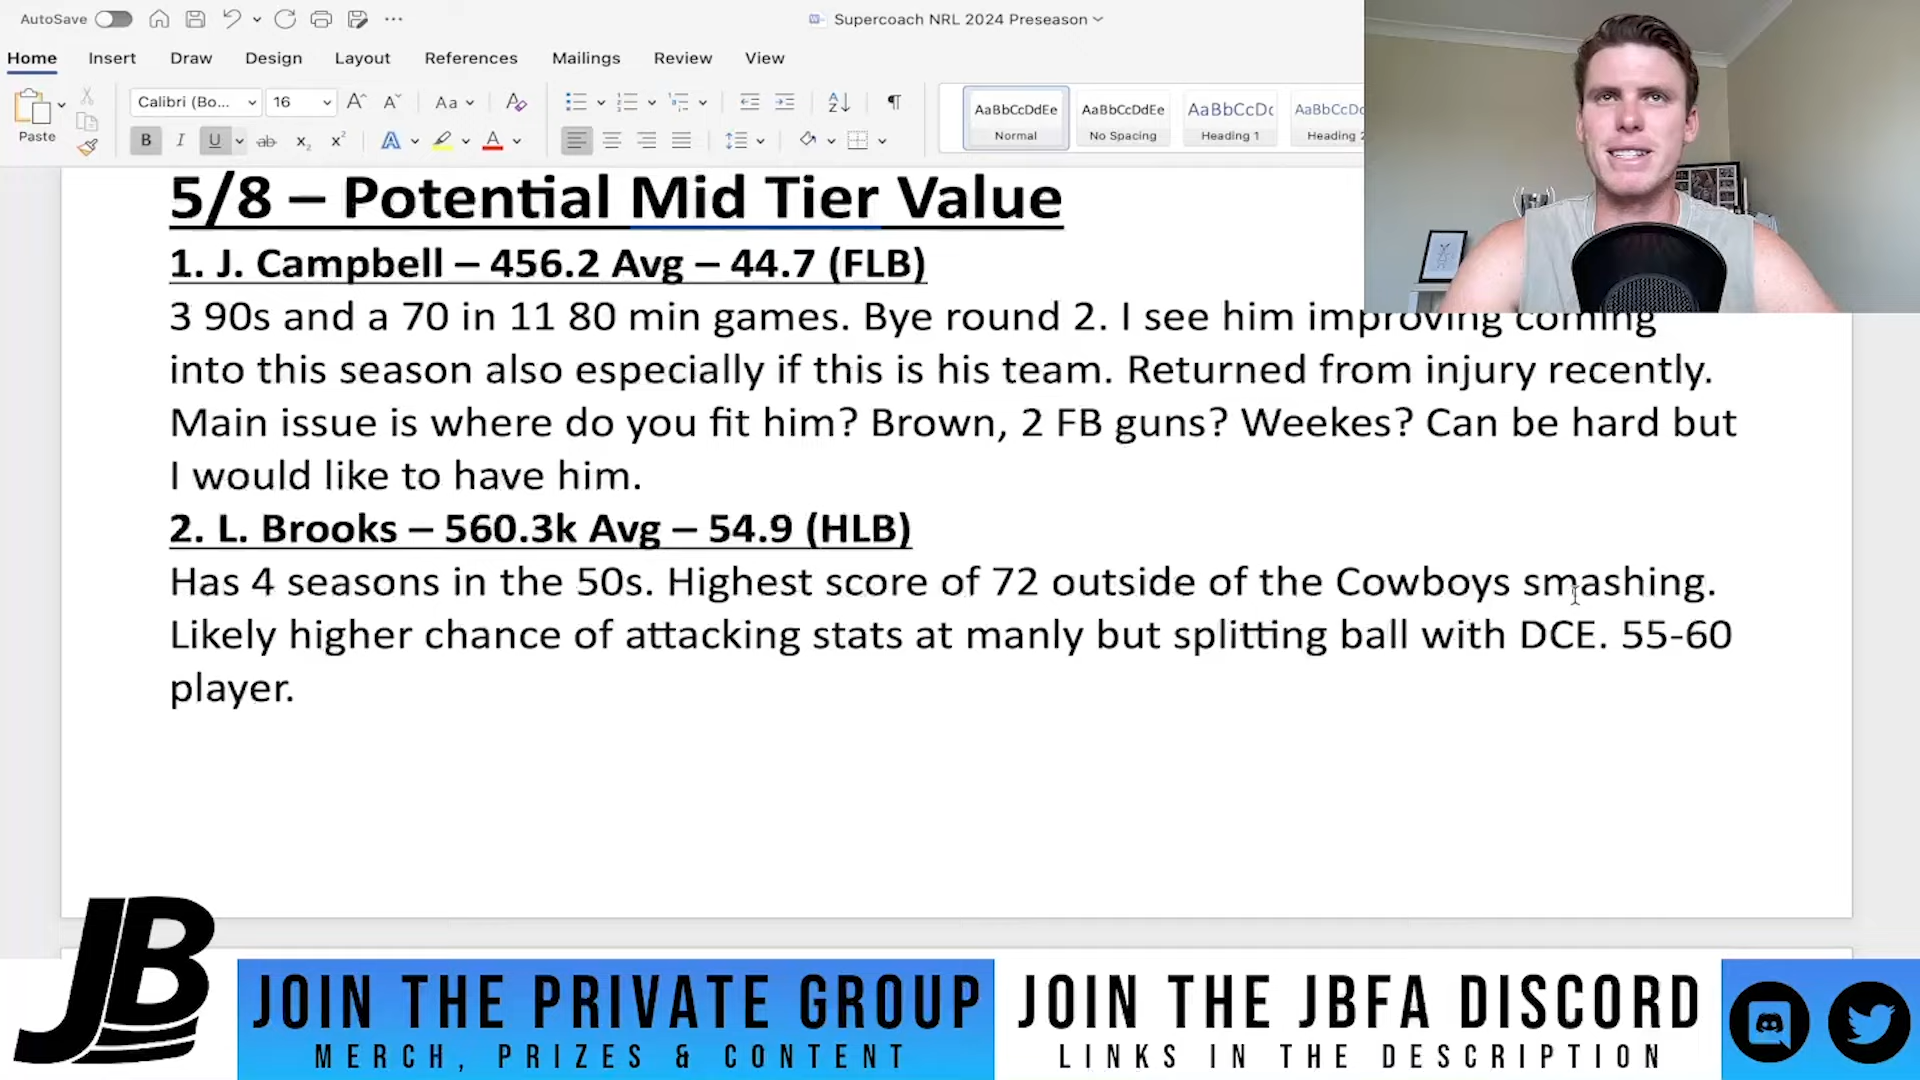 AutoSave
Supercoach NRL 2024 Preseason
Home Insert Draw Design Layout References Mailings Review View
Paste
Calibri (Bo... 16
AaBbCcDdEe
Normal
AaBbCcDdEe
No Spacing
AaBbCcDc
Heading 1
AaBbCcDc
Heading 2
5/8 – Potential Mid Tier Value
1. J. Campbell – 456.2 Avg – 44.7 (FLB)
3 90s and a 70 in 11 80 min games. Bye round 2. I see him improving coming
into this season also especially if this is his team. Returned from injury recently.
Main issue is where do you fit him? Brown, 2 FB guns? Weekes? Can be hard but
I would like to have him.
2. L. Brooks – 560.3k Avg – 54.9 (HLB)
Has 4 seasons in the 50s. Highest score of 72 outside of the Cowboys smashing.
Likely higher chance of attacking stats at manly but splitting ball with DCE. 55-60
player.
JB
JOIN THE PRIVATE GROUP
MERCH, PRIZES & CONTENT
JOIN THE JBFA DISCORD
LINKS IN THE DESCRIPTION